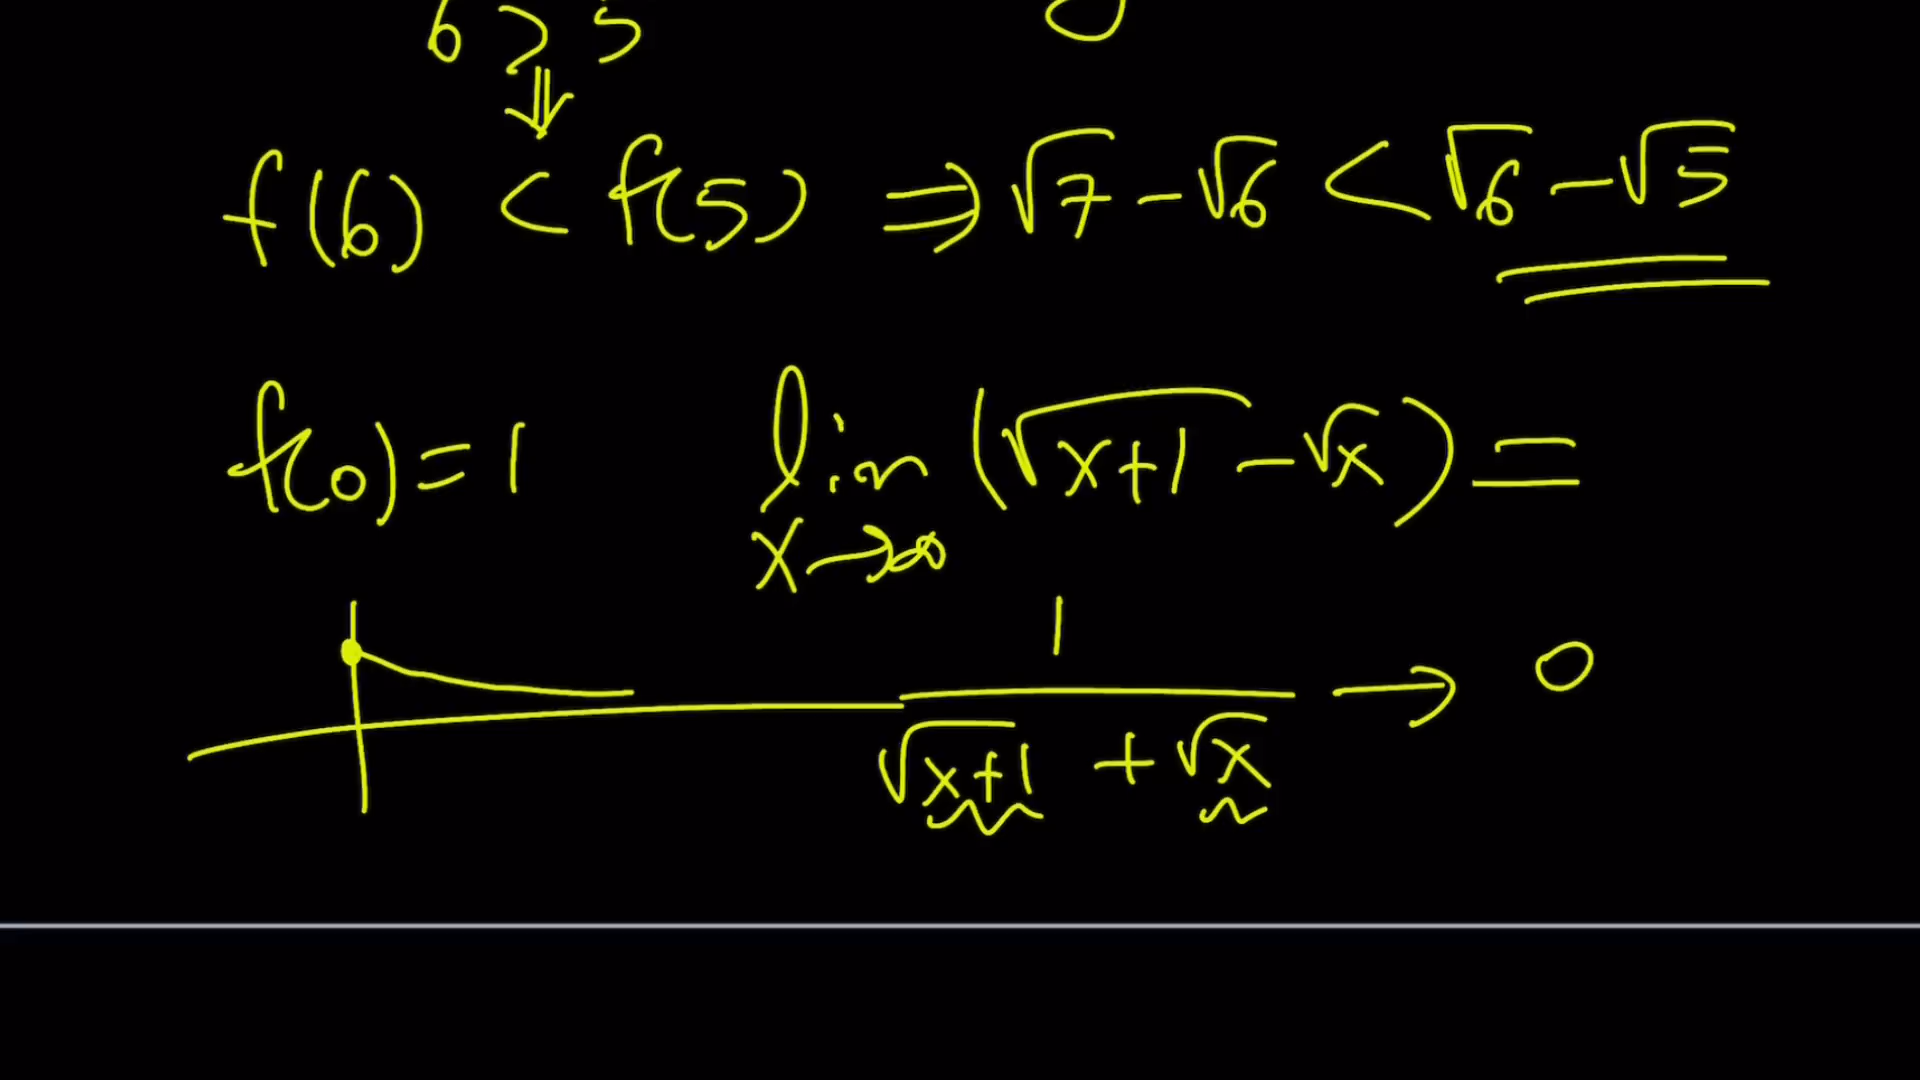 6 > 5
⇓
f(6) < f(5) ⇒ √7 - √6 < √6 - √5
f(0) = 1 lim x→∞ (√(x+1) - √x) =
1/(√(x+1) + √x) → 0